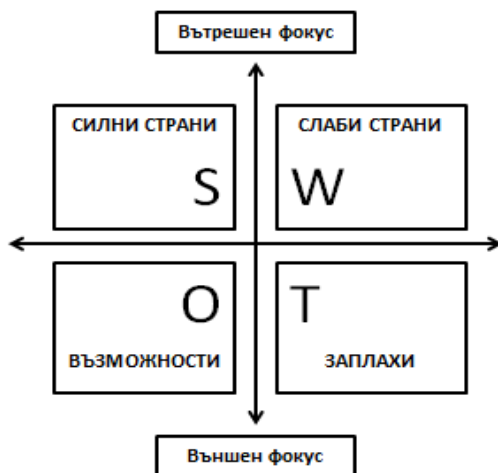 Вътрешен фокус
СИЛНИ СТРАНИ
S
СЛАБИ СТРАНИ
W
O
ВЪЗМОЖНОСТИ
T
ЗАПЛАХИ
Външен фокус